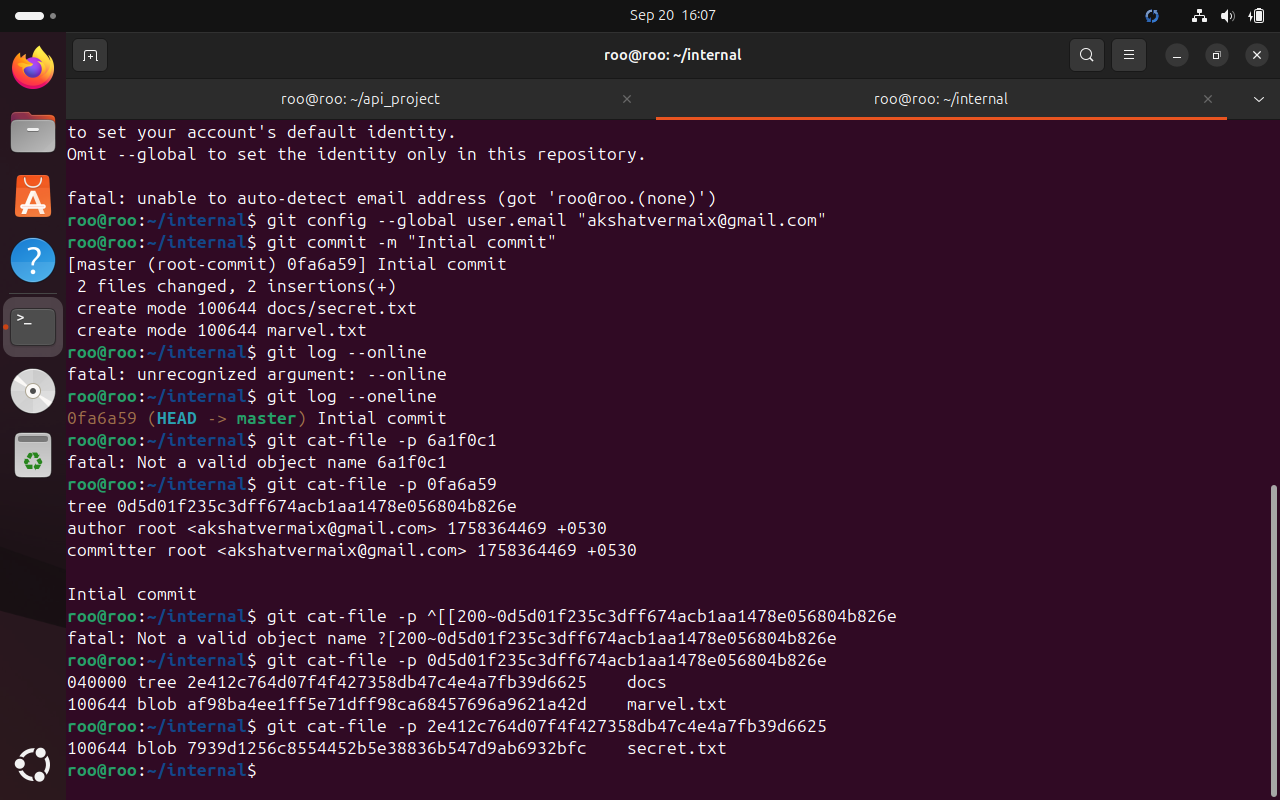 Sep 20 16:07
roo@roo: ~/internal
roo@roo: ~/api_project
roo@roo: ~/internal
to set your account's default identity.
Omit --global to set the identity only in this repository.
fatal: unable to auto-detect email address (got 'roo@roo.(none)')
roo@roo:~/internal$ git config --global user.email "akshatvermaix@gmail.com"
roo@roo:~/internal$ git commit -m "Intial commit"
[master (root-commit) 0fa6a59] Intial commit
 2 files changed, 2 insertions(+)
 create mode 100644 docs/secret.txt
 create mode 100644 marvel.txt
roo@roo:~/internal$ git log --online
fatal: unrecognized argument: --online
roo@roo:~/internal$ git log --oneline
0fa6a59 (HEAD -> master) Intial commit
roo@roo:~/internal$ git cat-file -p 6a1f0c1
fatal: Not a valid object name 6a1f0c1
roo@roo:~/internal$ git cat-file -p 0fa6a59
tree 0d5d01f235c3dff674acb1aa1478e056804b826e
author root <akshatvermaix@gmail.com> 1758364469 +0530
committer root <akshatvermaix@gmail.com> 1758364469 +0530
Intial commit
roo@roo:~/internal$ git cat-file -p ^[[200~0d5d01f235c3dff674acb1aa1478e056804b826e
fatal: Not a valid object name ?[200~0d5d01f235c3dff674acb1aa1478e056804b826e
roo@roo:~/internal$ git cat-file -p 0d5d01f235c3dff674acb1aa1478e056804b826e
040000 tree 2e412c764d07f4f427358db47c4e4a7fb39d6625    docs
100644 blob af98ba4ee1ff5e71dff98ca68457696a9621a42d    marvel.txt
roo@roo:~/internal$ git cat-file -p 2e412c764d07f4f427358db47c4e4a7fb39d6625
100644 blob 7939d1256c8554452b5e38836b547d9ab6932bfc    secret.txt
roo@roo:~/internal$